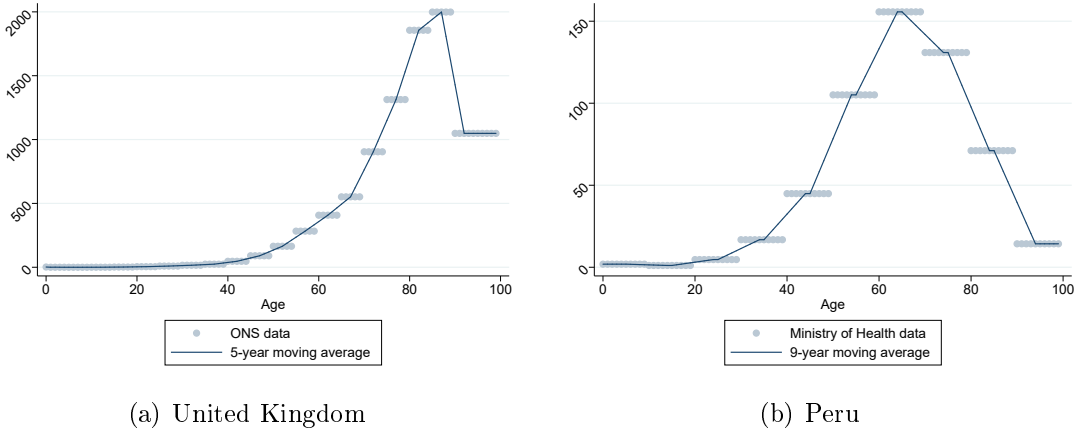 2000
1500
1000
500
0
0 20 40 60 80 100
Age
ONS data
5-year moving average
(a) United Kingdom
150
100
50
0
0 20 40 60 80 100
Age
Ministry of Health data
9-year moving average
(b) Peru